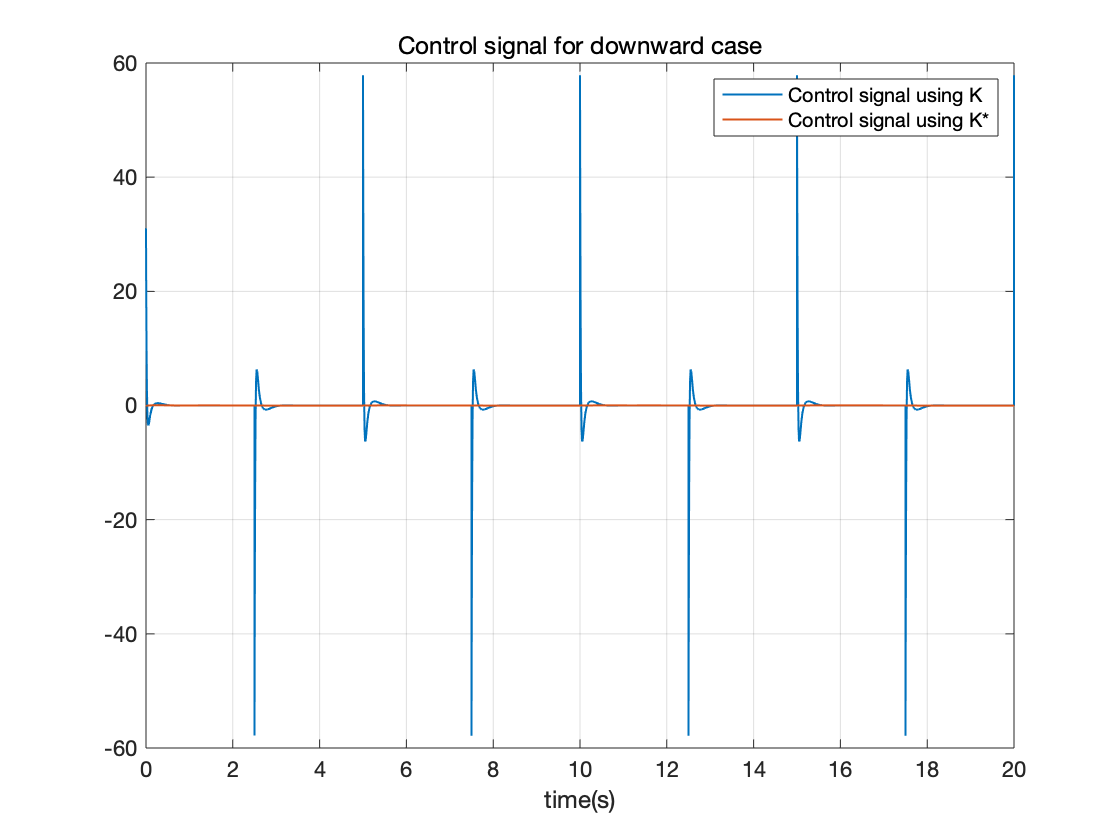 Control signal for downward case
60
40
20
0
-20
-40
-60
Control signal using K
Control signal using K*
0 2 4 6 8 10 12 14 16 18 20
time(s)